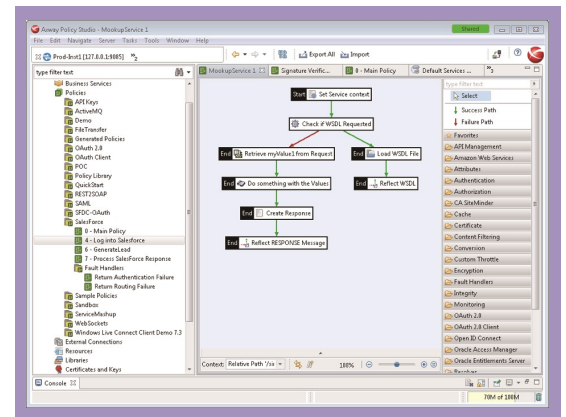 Axway Policy Studio - MookupService 1
Shared
File Edit Navigate Server Tasks Tools Window Help
Prod-Inst1 [127.0.0.1:9085] »2
Export All Import
type filter text
MookupService 1 Signature Verific... 0 - Main Policy Default Services ... »3
Business Services
Policies
API Keys
ActiveMQ
Demo
FileTransfer
Generated Policies
OAuth 2.0
OAuth Client
POC
Policy Library
QuickStart
REST2SOAP
SAML
SFDC-OAuth
SalesForce
0 - Main Policy
4 - Log into Salesforce
6 - GenerateLead
7 - Process SalesForce Response
Fault Handlers
Return Authentication Failure
Return Routing Failure
Sample Policies
Sandbox
ServiceMashup
WebSockets
Windows Live Connect Client Demo 7.3
External Connections
Resources
Libraries
Certificates and Keys
Start Set Service context
Check if WSDL Requested
End Retrieve myValue1 from Request
End Load WSDL File
End Do something with the Values
End Reflect WSDL
End Create Response
End Reflect RESPONSE Message
Context: Relative Path '/so 100%
type filter text
Select
Success Path
Failure Path
Favorites
API Management
Amazon Web Services
Attributes
Authentication
Authorization
CA SiteMinder
Cache
Certificate
Content Filtering
Conversion
Custom Throttle
Encryption
Fault Handlers
Integrity
Monitoring
OAuth 2.0
OAuth 2.0 Client
Open ID Connect
Oracle Access Manager
Oracle Entitlements Server
Resolver
Console
70M of 100M